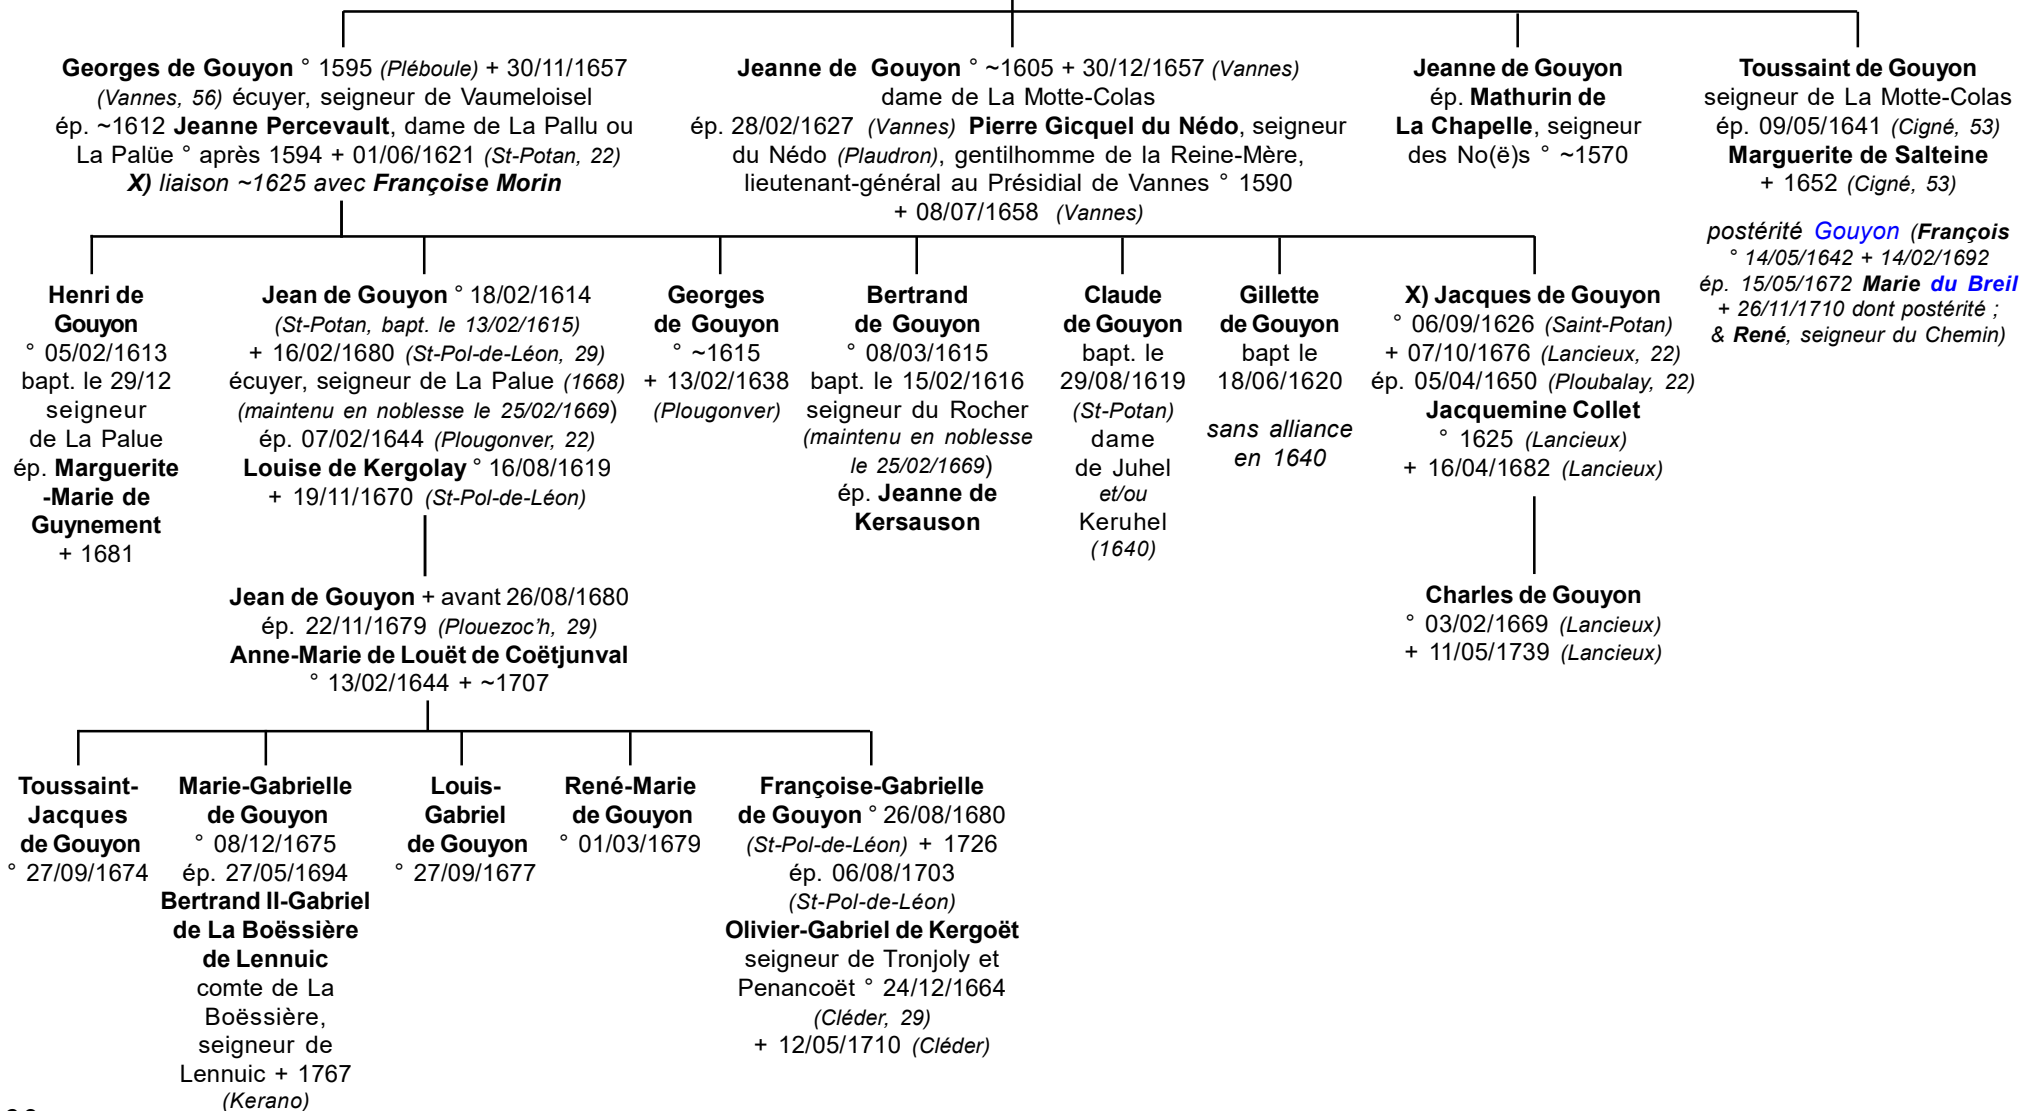 Georges de Gouyon ° 1595 (Pléboule) + 30/11/1657
(Vannes, 56) écuyer, seigneur de Vaumeloisel
ép. ~1612 Jeanne Percevault, dame de La Pallu ou
La Palüe ° après 1594 + 01/06/1621 (St-Potan, 22)
X) liaison ~1625 avec Françoise Morin
Jeanne de Gouyon ° ~1605 + 30/12/1657 (Vannes)
dame de La Motte-Colas
ép. 28/02/1627 (Vannes) Pierre Gicquel du Nédo, seigneur
du Nédo (Plaudron), gentilhomme de la Reine-Mère,
lieutenant-général au Présidial de Vannes ° 1590
+ 08/07/1658 (Vannes)
Jeanne de Gouyon
ép. Mathurin de
La Chapelle, seigneur
des No(ë)s ° ~1570
Toussaint de Gouyon
seigneur de La Motte-Colas
ép. 09/05/1641 (Cigné, 53)
Marguerite de Salteine
+ 1652 (Cigné, 53)
postérité Gouyon (François
° 14/05/1642 + 14/02/1692
ép. 15/05/1672 Marie du Breil
+ 26/11/1710 dont postérité ;
& René, seigneur du Chemin)
Henri de
Gouyon
° 05/02/1613
bapt. le 29/12
seigneur
de La Palue
ép. Marguerite
-Marie de
Guynement
+ 1681
Jean de Gouyon ° 18/02/1614
(St-Potan, bapt. le 13/02/1615)
+ 16/02/1680 (St-Pol-de-Léon, 29)
écuyer, seigneur de La Palue (1668)
(maintenu en noblesse le 25/02/1669)
ép. 07/02/1644 (Plougonver, 22)
Louise de Kergolay ° 16/08/1619
+ 19/11/1670 (St-Pol-de-Léon)
Georges
de Gouyon
° ~1615
+ 13/02/1638
(Plougonver)
Bertrand
de Gouyon
° 08/03/1615
bapt. le 15/02/1616
seigneur du Rocher
(maintenu en noblesse
le 25/02/1669)
ép. Jeanne de
Kersauson
Claude
de Gouyon
bapt. le
29/08/1619
(St-Potan)
dame
de Juhel
et/ou
Keruhel
(1640)
Gillette
de Gouyon
bapt le
18/06/1620
sans alliance
en 1640
X) Jacques de Gouyon
° 06/09/1626 (Saint-Potan)
+ 07/10/1676 (Lancieux, 22)
ép. 05/04/1650 (Ploubalay, 22)
Jacquemine Collet
° 1625 (Lancieux)
+ 16/04/1682 (Lancieux)
Jean de Gouyon + avant 26/08/1680
ép. 22/11/1679 (Plouezoc'h, 29)
Anne-Marie de Louët de Coëtjunval
° 13/02/1644 + ~1707
Charles de Gouyon
° 03/02/1669 (Lancieux)
+ 11/05/1739 (Lancieux)
Toussaint-
Jacques
de Gouyon
° 27/09/1674
Marie-Gabrielle
de Gouyon
° 08/12/1675
ép. 27/05/1694
Bertrand II-Gabriel
de La Boëssière
de Lennuic
comte de La
Boëssière,
seigneur de
Lennuic + 1767
(Kerano)
Louis-
Gabriel
de Gouyon
° 27/09/1677
René-Marie
de Gouyon
° 01/03/1679
Françoise-Gabrielle
de Gouyon ° 26/08/1680
(St-Pol-de-Léon) + 1726
ép. 06/08/1703
(St-Pol-de-Léon)
Olivier-Gabriel de Kergoët
seigneur de Tronjoly et
Penancoët ° 24/12/1664
(Cléder, 29)
+ 12/05/1710 (Cléder)